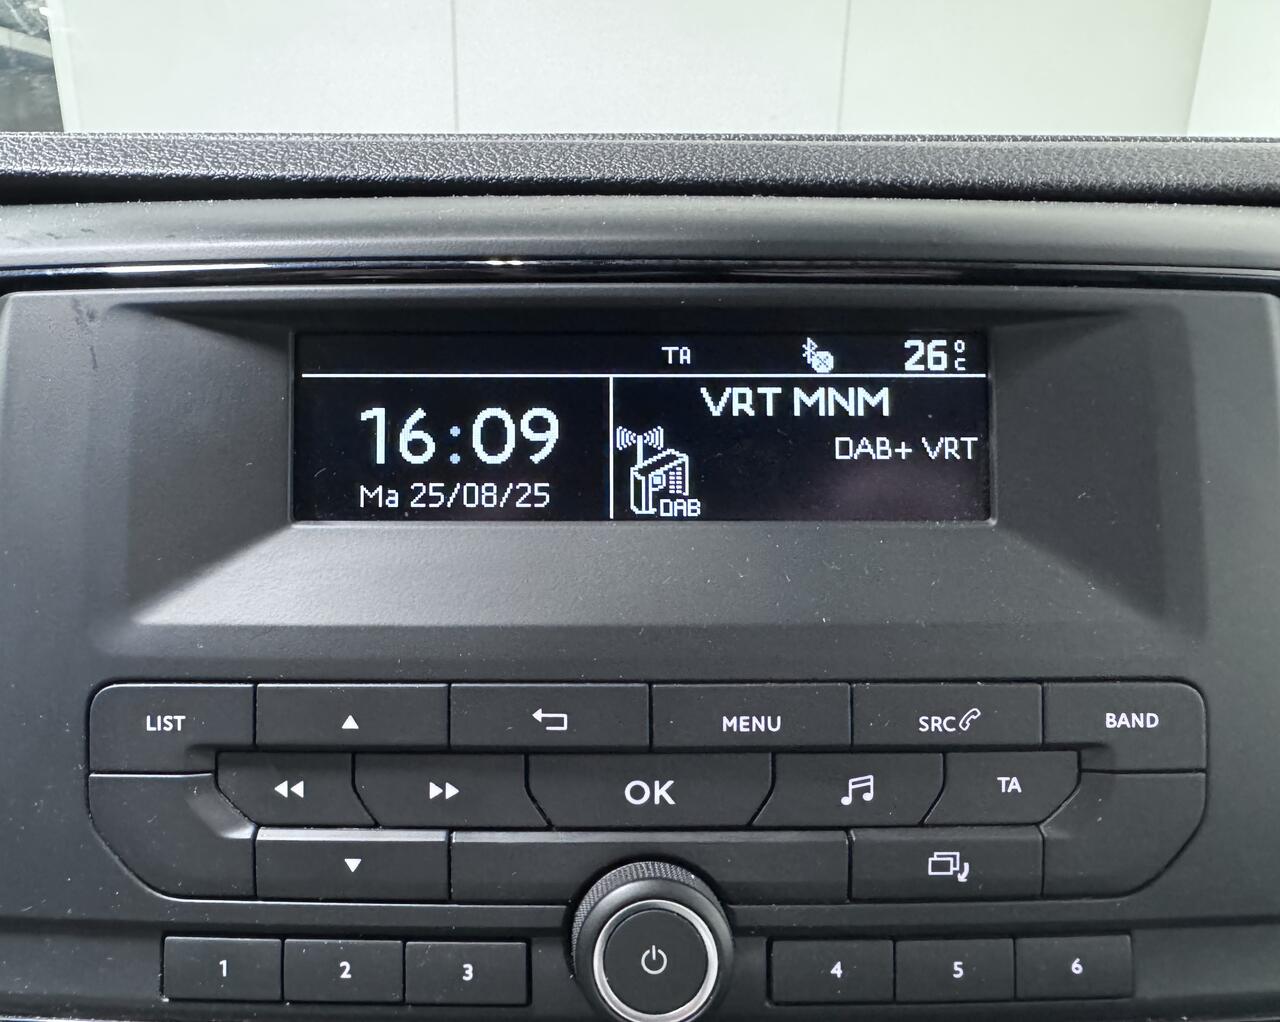 TA 26°C
16:09
Ma 25/08/25
VRT MNM
DAB+ VRT
DAB
LIST MENU SRC BAND
OK TA
1 2 3 4 5 6